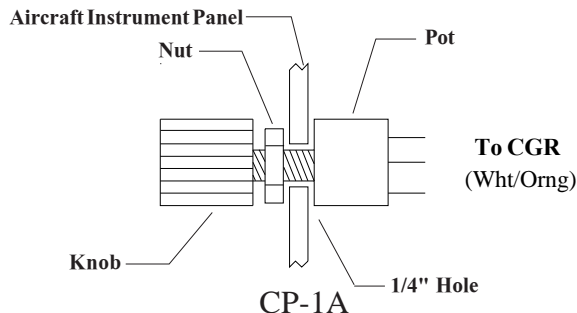 Aircraft Instrument Panel
Nut
Pot
To CGR
(Wht/Orng)
Knob
1/4" Hole
CP-1A